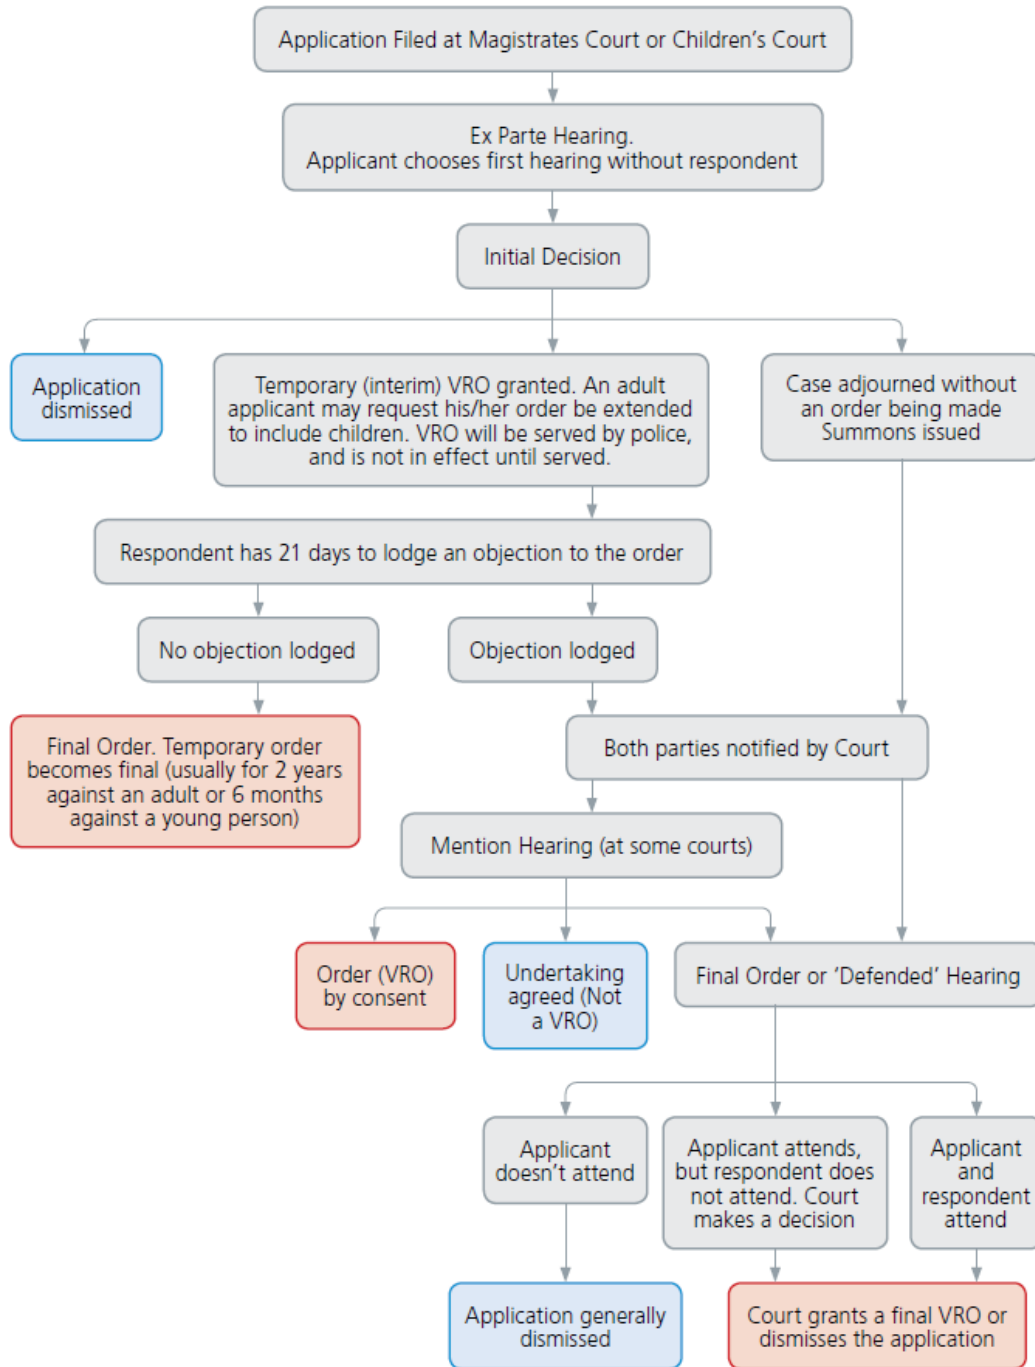 Application Filed at Magistrates Court or Children’s Court
Ex Parte Hearing.
Applicant chooses first hearing without respondent
Initial Decision
Application
dismissed
Temporary (interim) VRO granted. An adult
applicant may request his/her order be extended
to include children. VRO will be served by police,
and is not in effect until served.
Case adjourned without
an order being made
Summons issued
Respondent has 21 days to lodge an objection to the order
No objection lodged
Objection lodged
Final Order. Temporary order
becomes final (usually for 2 years
against an adult or 6 months
against a young person)
Both parties notified by Court
Mention Hearing (at some courts)
Order (VRO)
by consent
Undertaking
agreed (Not
a VRO)
Final Order or ‘Defended’ Hearing
Applicant
doesn’t attend
Applicant attends,
but respondent does
not attend. Court
makes a decision
Applicant
and
respondent
attend
Application generally
dismissed
Court grants a final VRO or
dismisses the application